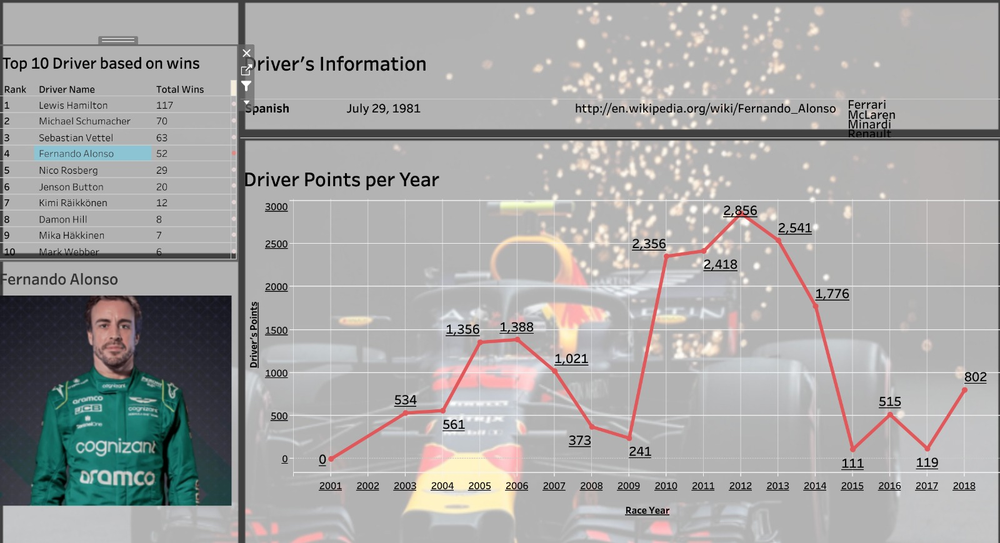 Top 10 Driver based on wins
Rank Driver Name Total Wins
1 Lewis Hamilton 117
2 Michael Schumacher 70
3 Sebastian Vettel 63
4 Fernando Alonso 52
5 Nico Rosberg 29
6 Jenson Button 20
7 Kimi Räikkönen 12
8 Damon Hill 8
9 Mika Häkkinen 7
10 Mark Webber 6
Fernando Alonso
aramco
JCB
cognizant
cognizant
cognizant
aramco
Driver's Information
Spanish July 29, 1981 http://en.wikipedia.org/wiki/Fernando_Alonso
Ferrari
McLaren
Minardi
Renault
Driver Points per Year
Driver's Points
3000
2500
2000
1500
1000
500
0
0
534
561
1,356
1,388
1,021
373
241
2,356
2,418
2,856
2,541
1,776
111
515
119
802
2001 2002 2003 2004 2005 2006 2007 2008 2009 2010 2011 2012 2013 2014 2015 2016 2017 2018
Race Year